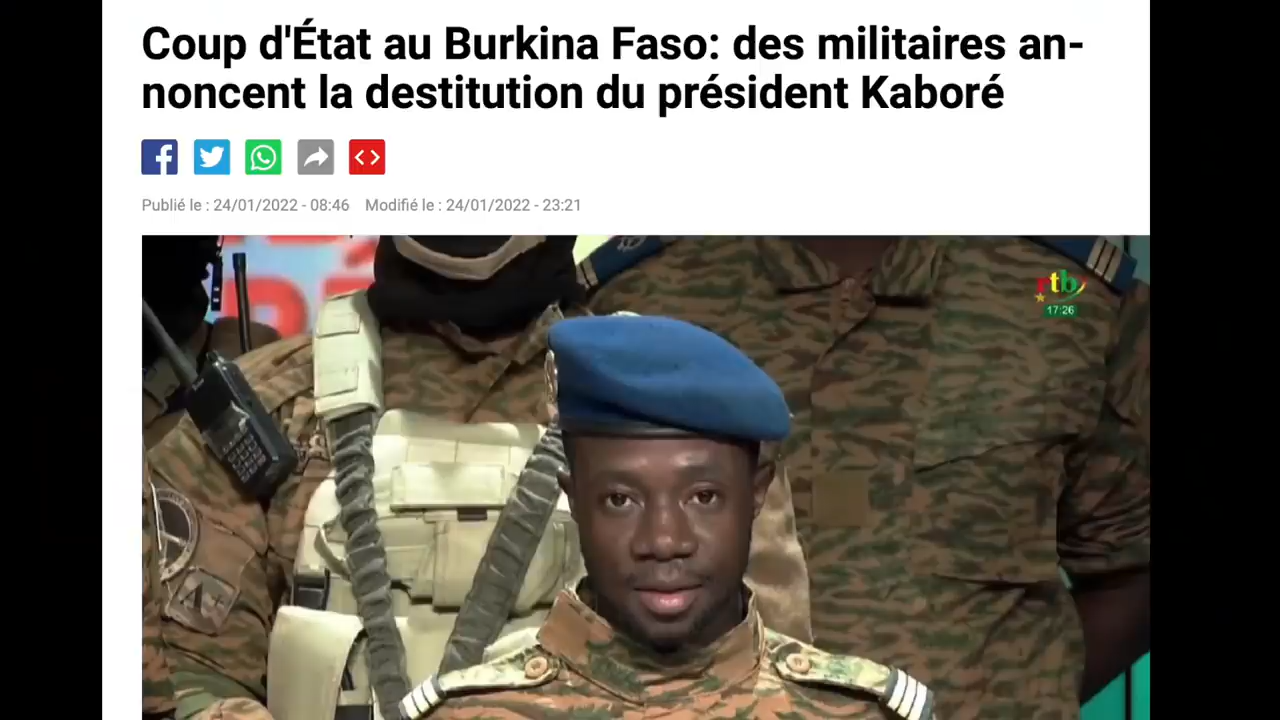 Coup d'État au Burkina Faso: des militaires an-
noncent la destitution du président Kaboré
Publié le : 24/01/2022 - 08:46 Modifié le : 24/01/2022 - 23:21
rtb
17:26
A+